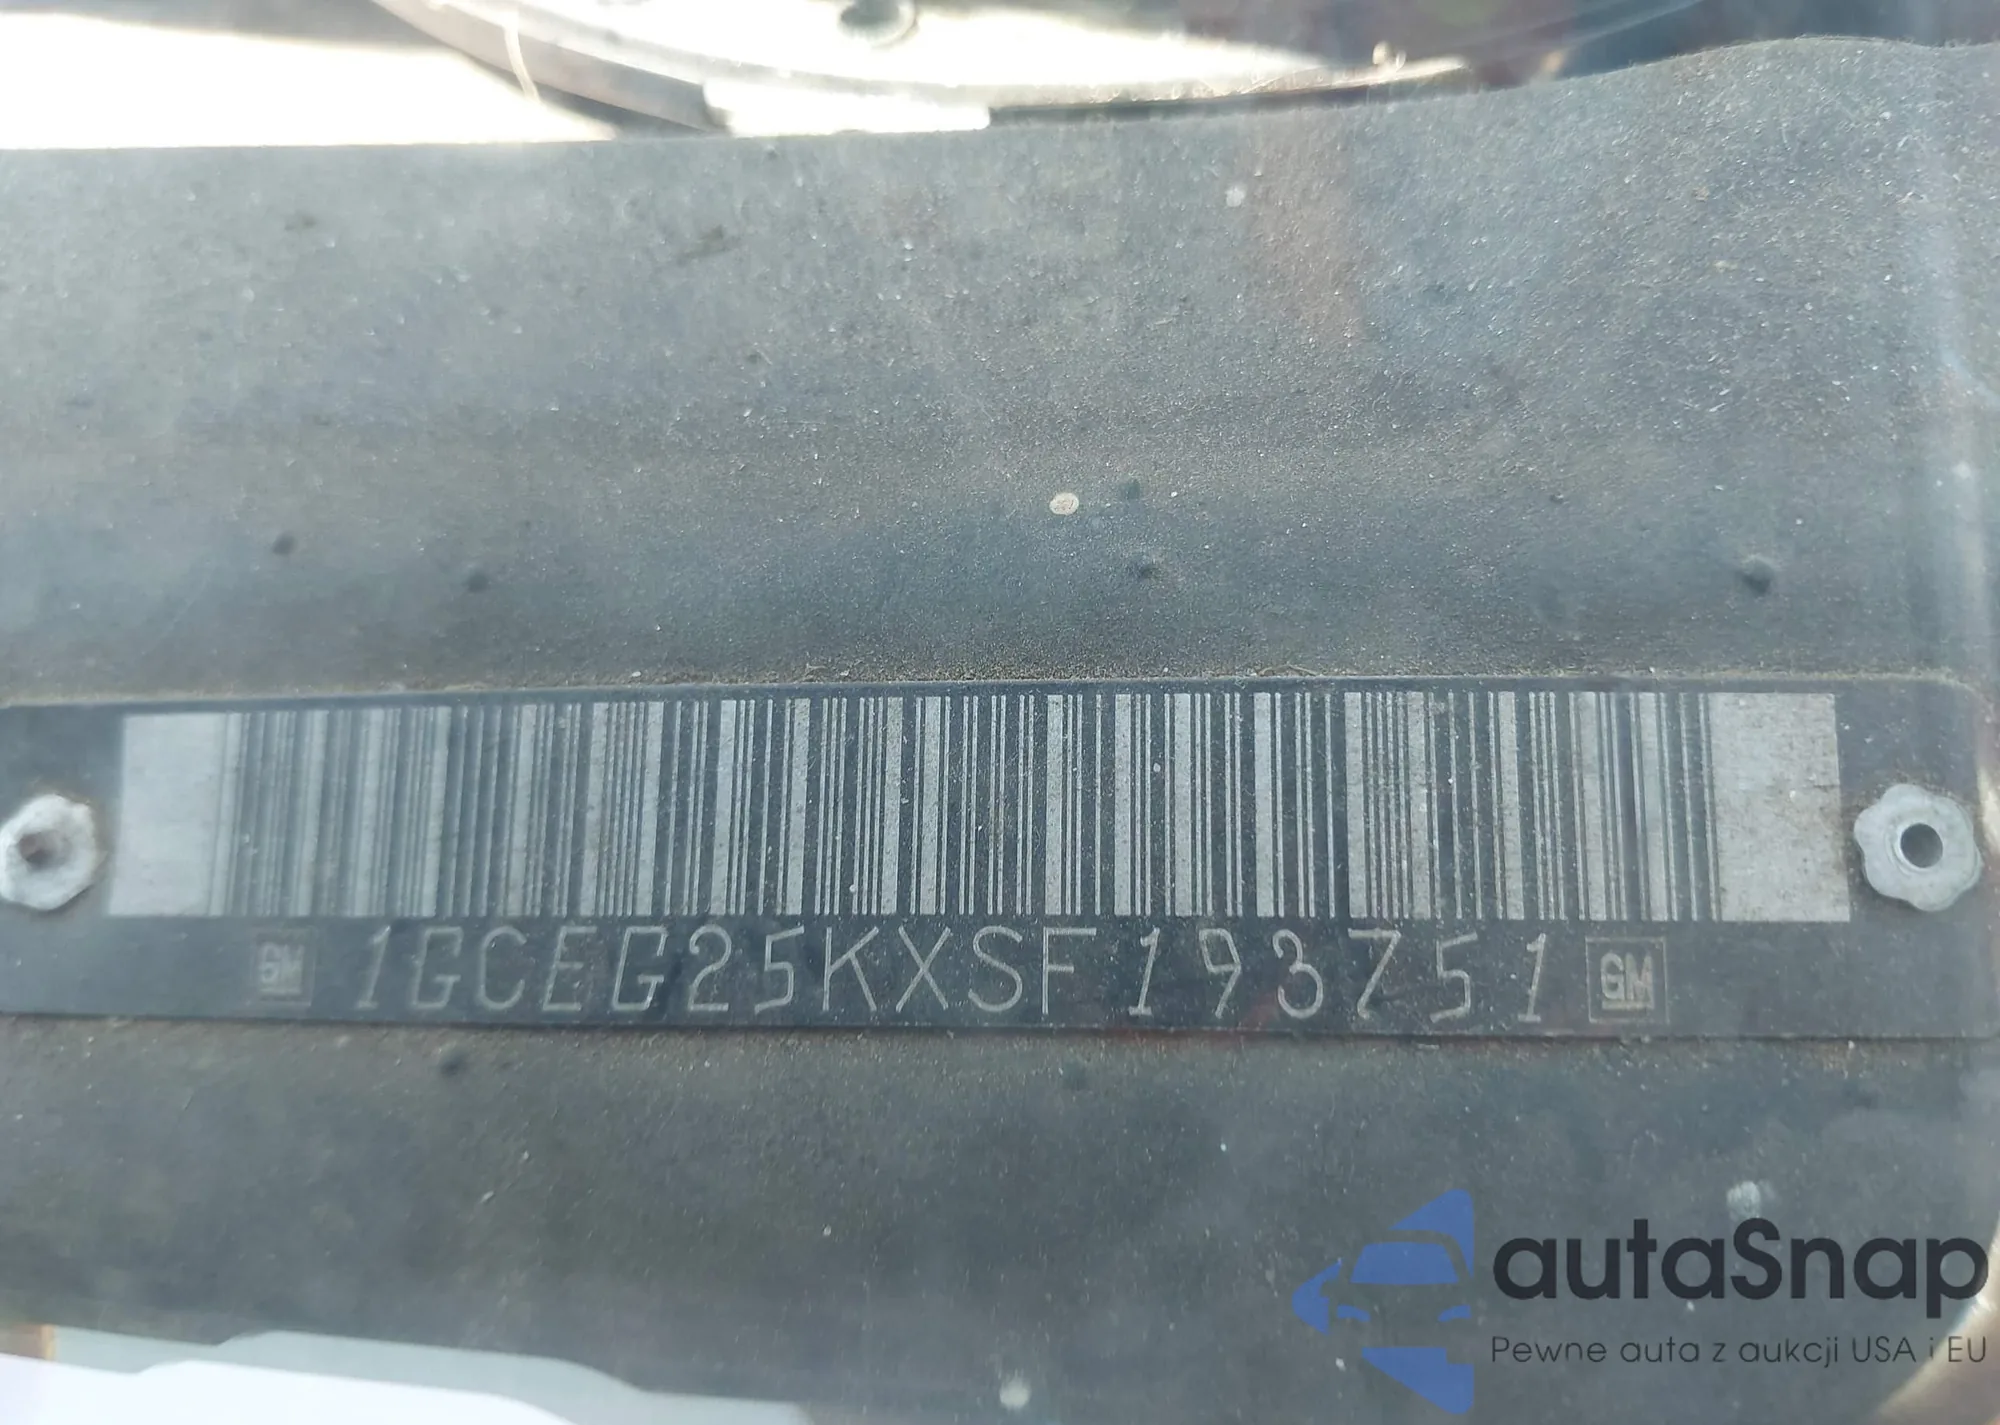 GM 1GCEG25KXSF193751 GM
autaSnap
Pewne auta z aukcji USA i EU